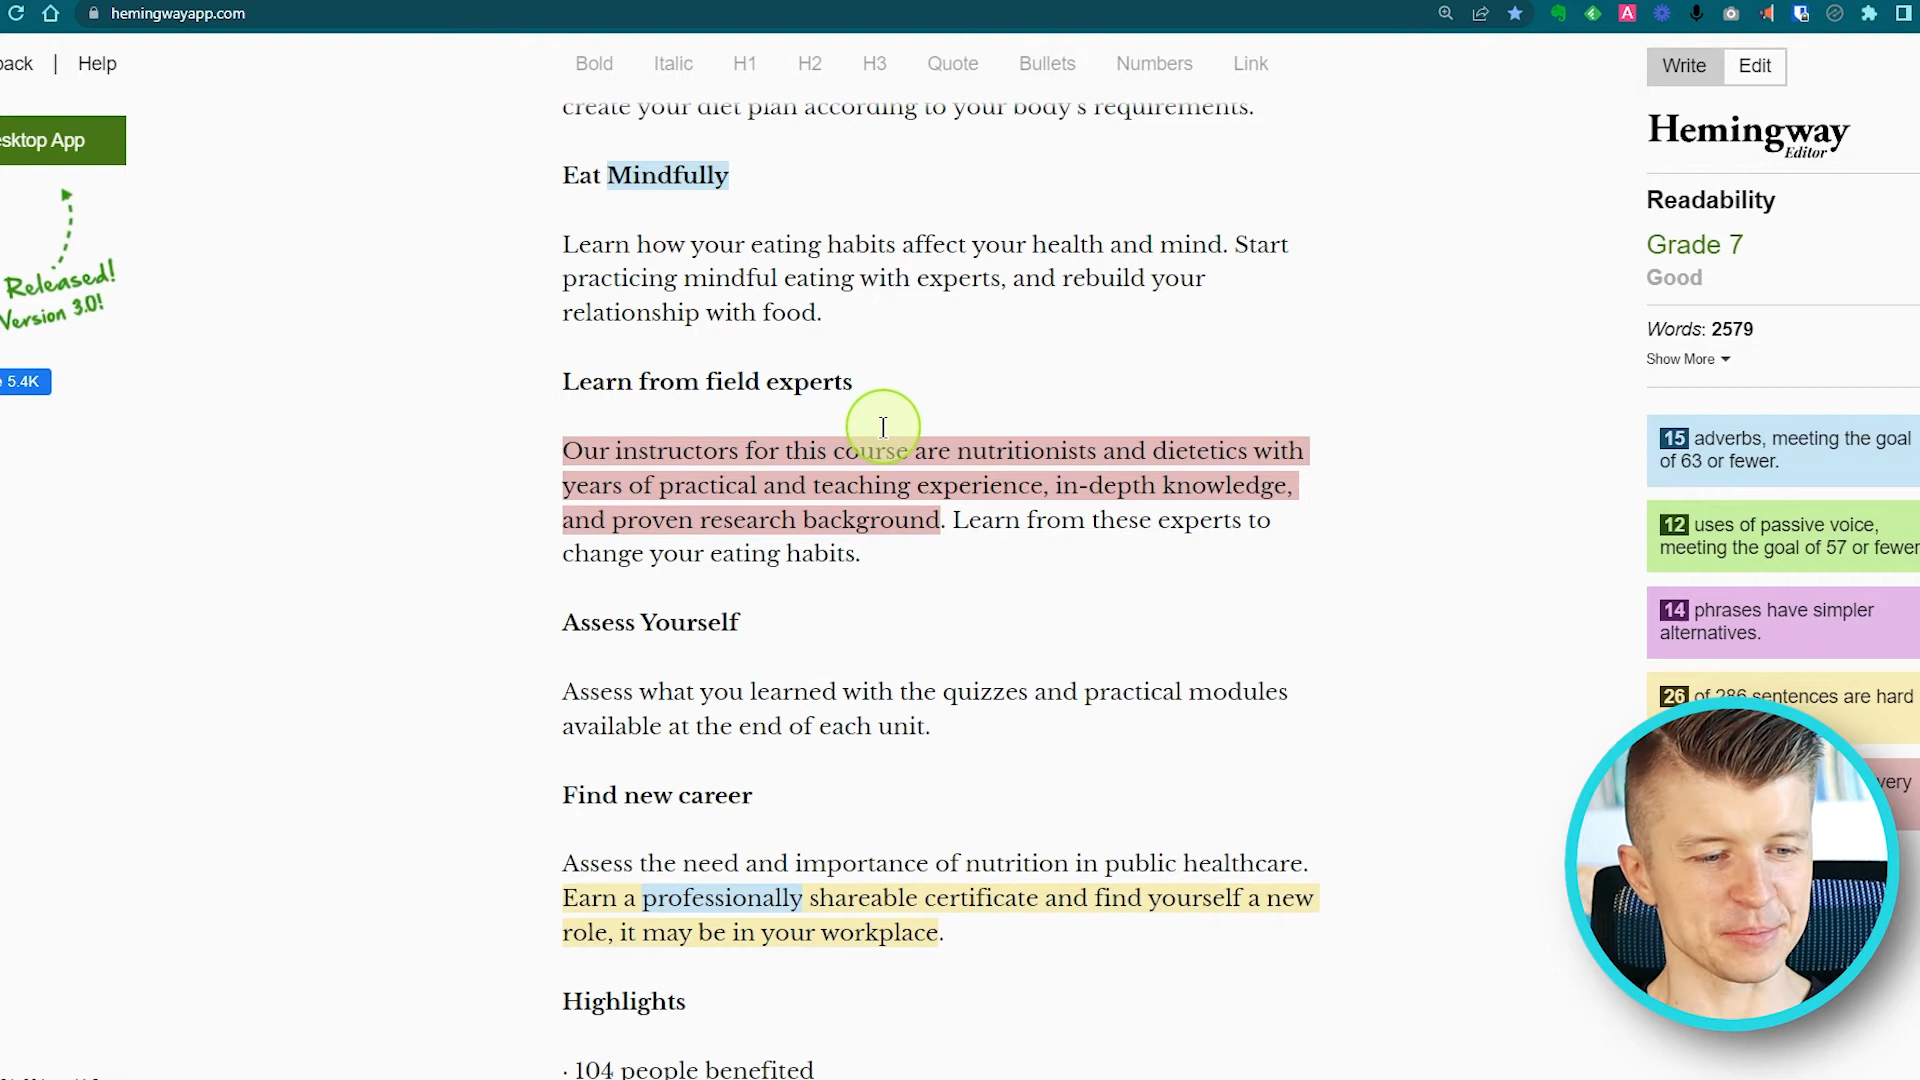 hemingwayapp.com
back | Help
Bold Italic H1 H2 H3 Quote Bullets Numbers Link
Write Edit
esktop App
Released!
Version 3.0!
5.4K
create your diet plan according to your body's requirements.
Eat Mindfully
Learn how your eating habits affect your health and mind. Start
practicing mindful eating with experts, and rebuild your
relationship with food.
Learn from field experts
Our instructors for this course are nutritionists and dietetics with
years of practical and teaching experience, in-depth knowledge,
and proven research background. Learn from these experts to
change your eating habits.
Assess Yourself
Assess what you learned with the quizzes and practical modules
available at the end of each unit.
Find new career
Assess the need and importance of nutrition in public healthcare.
Earn a professionally shareable certificate and find yourself a new
role, it may be in your workplace.
Highlights
· 104 people benefited
Hemingway
Editor
Readability
Grade 7
Good
Words: 2579
Show More
15 adverbs, meeting the goal
of 63 or fewer.
12 uses of passive voice,
meeting the goal of 57 or fewer
14 phrases have simpler
alternatives.
26 of 286 sentences are hard
very